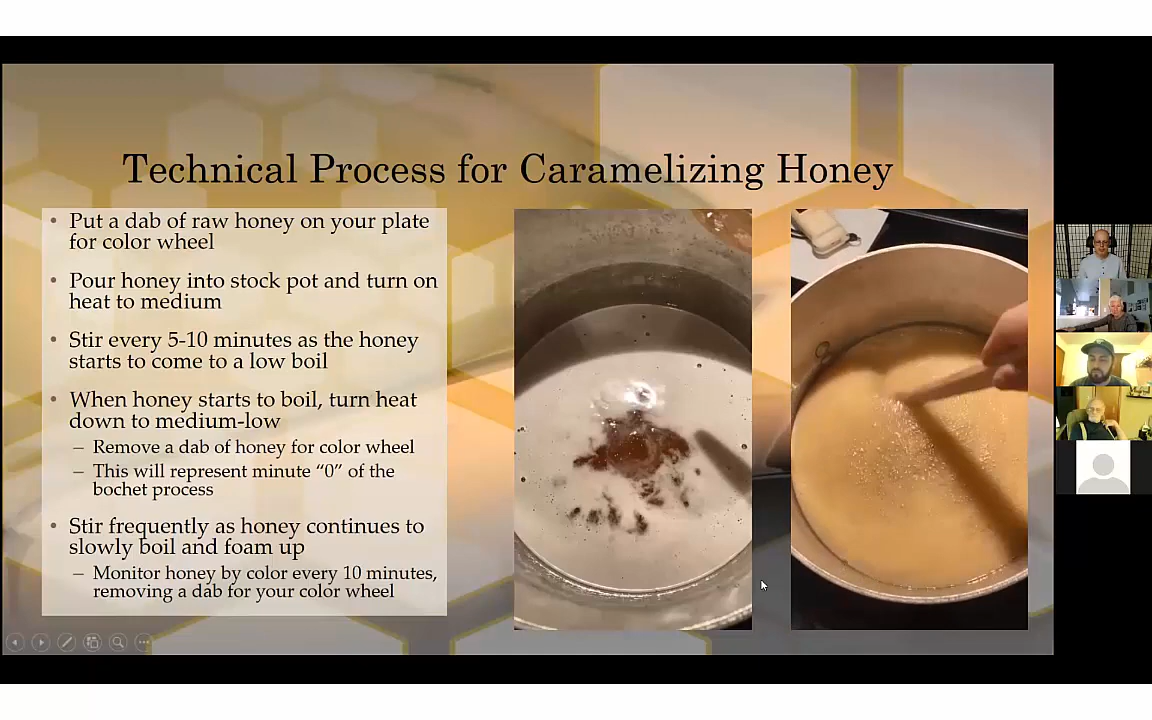 Technical Process for Caramelizing Honey
• Put a dab of raw honey on your plate
for color wheel
• Pour honey into stock pot and turn on
heat to medium
• Stir every 5-10 minutes as the honey
starts to come to a low boil
• When honey starts to boil, turn heat
down to medium-low
– Remove a dab of honey for color wheel
– This will represent minute “0” of the
bochet process
• Stir frequently as honey continues to
slowly boil and foam up
– Monitor honey by color every 10 minutes,
removing a dab for your color wheel